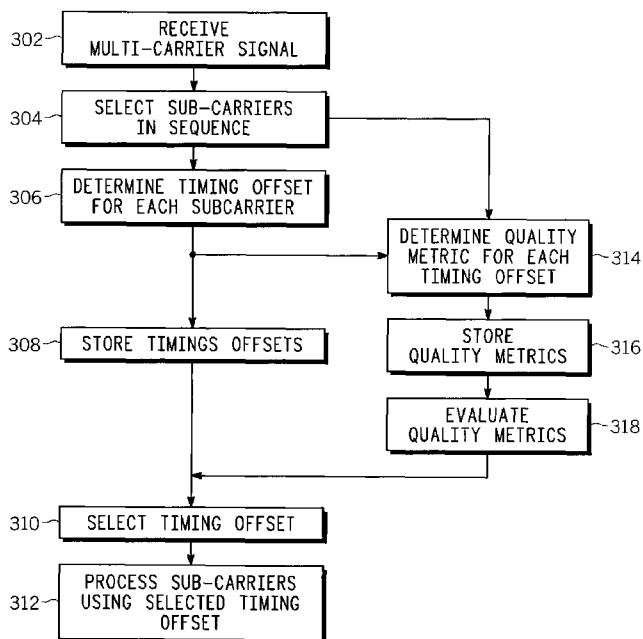 302
RECEIVE
MULTI-CARRIER SIGNAL
304
SELECT SUB-CARRIERS
IN SEQUENCE
306
DETERMINE TIMING OFFSET
FOR EACH SUBCARRIER
DETERMINE QUALITY
METRIC FOR EACH
TIMING OFFSET
314
308
STORE TIMINGS OFFSETS
STORE
QUALITY METRICS
316
EVALUATE
QUALITY METRICS
318
310
SELECT TIMING OFFSET
312
PROCESS SUB-CARRIERS
USING SELECTED TIMING
OFFSET